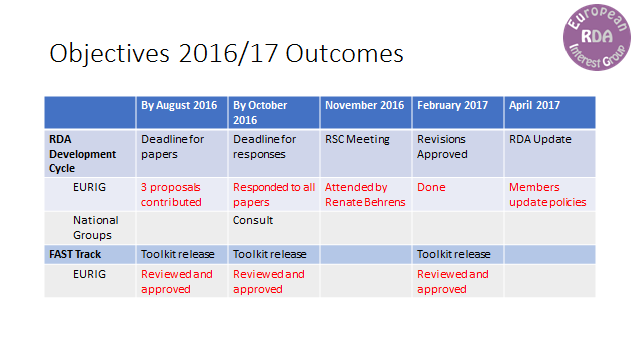 European
RDA
Interest Group
Objectives 2016/17 Outcomes
By August 2016 By October 2016 November 2016 February 2017 April 2017
RDA Development Cycle Deadline for papers Deadline for responses RSC Meeting Revisions Approved RDA Update
EURIG 3 proposals contributed Responded to all papers Attended by Renate Behrens Done Members update policies
National Groups Consult
FAST Track Toolkit release Toolkit release Toolkit release
EURIG Reviewed and approved Reviewed and approved Reviewed and approved